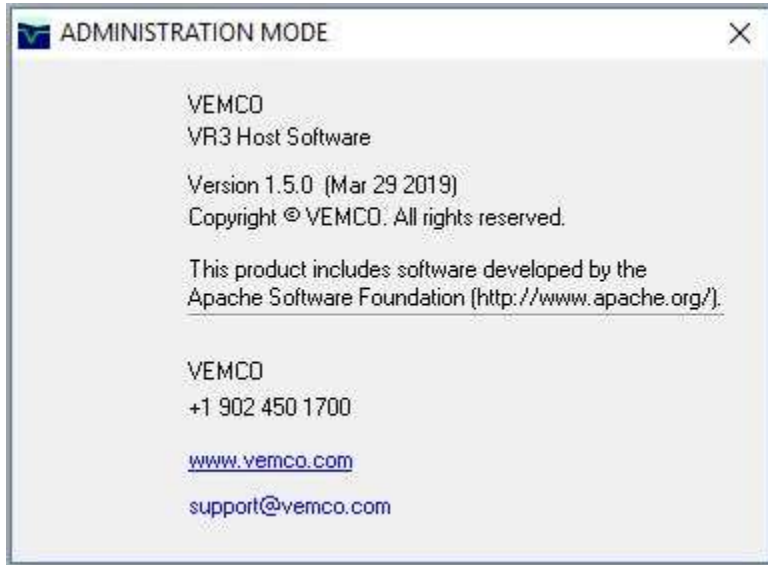 ADMINISTRATION MODE
VEMCO
VR3 Host Software
Version 1.5.0 (Mar 29 2019)
Copyright © VEMCO. All rights reserved.
This product includes software developed by the
Apache Software Foundation (http://www.apache.org/).
VEMCO
+1 902 450 1700
www.vemco.com
support@vemco.com